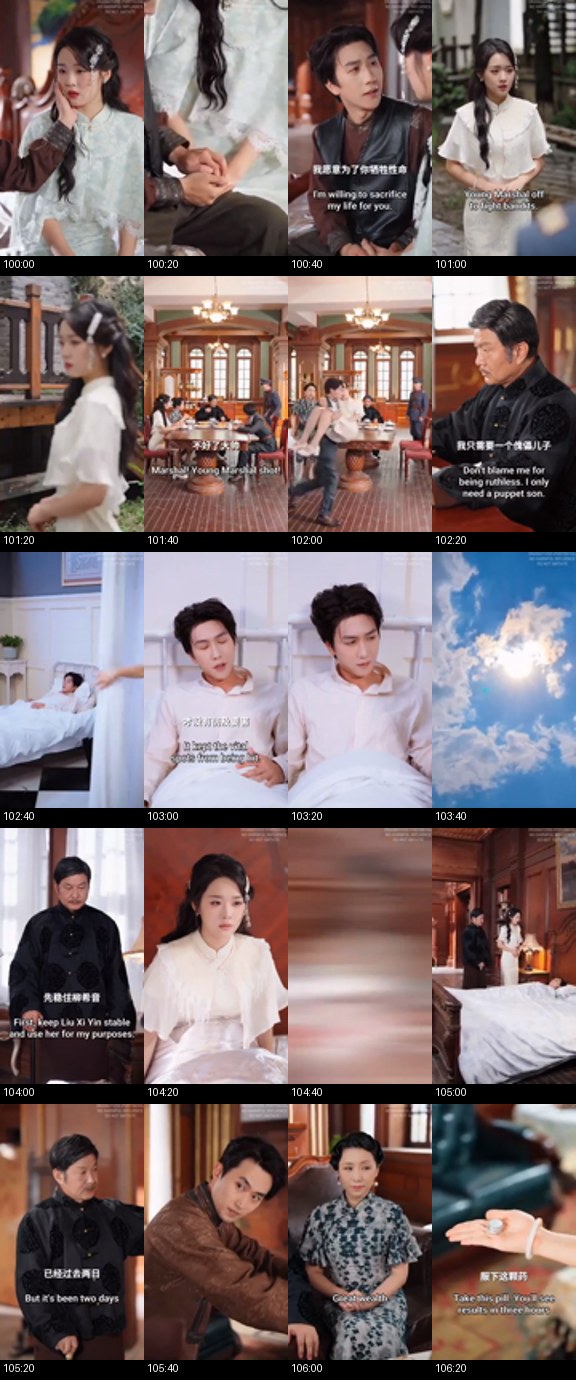 100:00
100:20
100:40
101:00
我愿意为了你牺牲性命
I'm willing to sacrifice
my life for you.
Young Marshal off
to fight bandits.
101:20
101:40
102:00
102:20
不好了大帅
Marshal! Young Marshal shot!
我只需要一个傀儡儿子
Don't blame me for
being ruthless. I only
need a puppet son.
102:40
103:00
103:20
103:40
It kept the vital
spots from being hit
104:00
104:20
104:40
105:00
先稳住柳希音
First, keep Liu Xi Yin stable
and use her for my purposes.
105:20
105:40
106:00
106:20
已经过去两日
But it's been two days
Great wealth
服下这颗药
Take this pill. You'll see
results in three hours